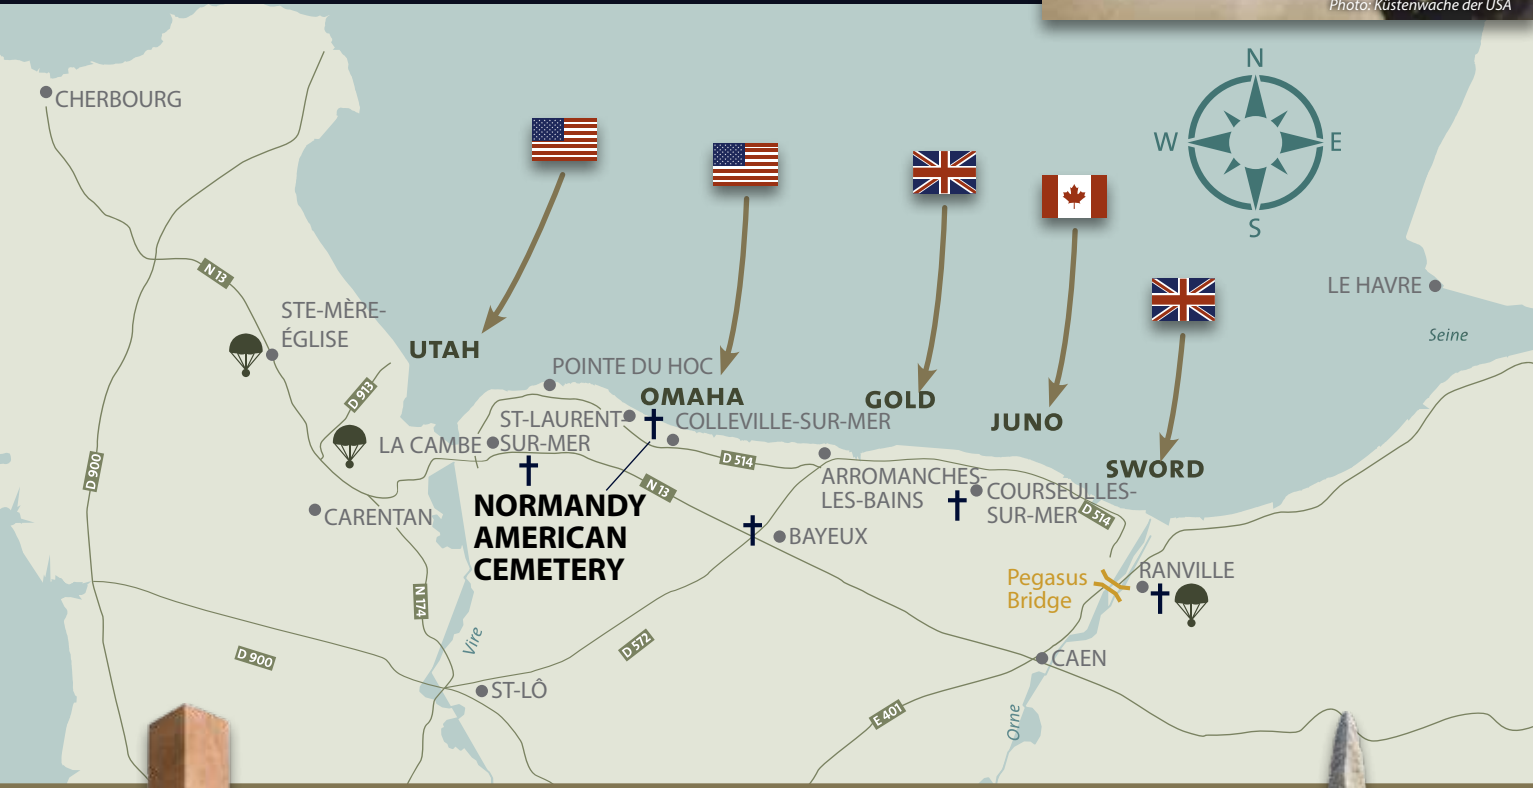 Photo: Küstenwache der USA
N
W
E
S
CHERBOURG
LE HAVRE
Seine
N 13
STE-MÈRE-
ÉGLISE
UTAH
POINTE DU HOC
OMAHA
GOLD
JUNO
SWORD
D 913
ST-LAURENT-
SUR-MER
COLLEVILLE-SUR-MER
LA CAMBE
D 514
D 900
ARROMANCHES-
LES-BAINS
COURSEULLES-
SUR-MER
D 514
N 13
NORMANDY
AMERICAN
CEMETERY
CARENTAN
BAYEUX
Pegasus
Bridge
RANVILLE
N 174
Vire
D 572
D 900
CAEN
ST-LÔ
E 401
Orne